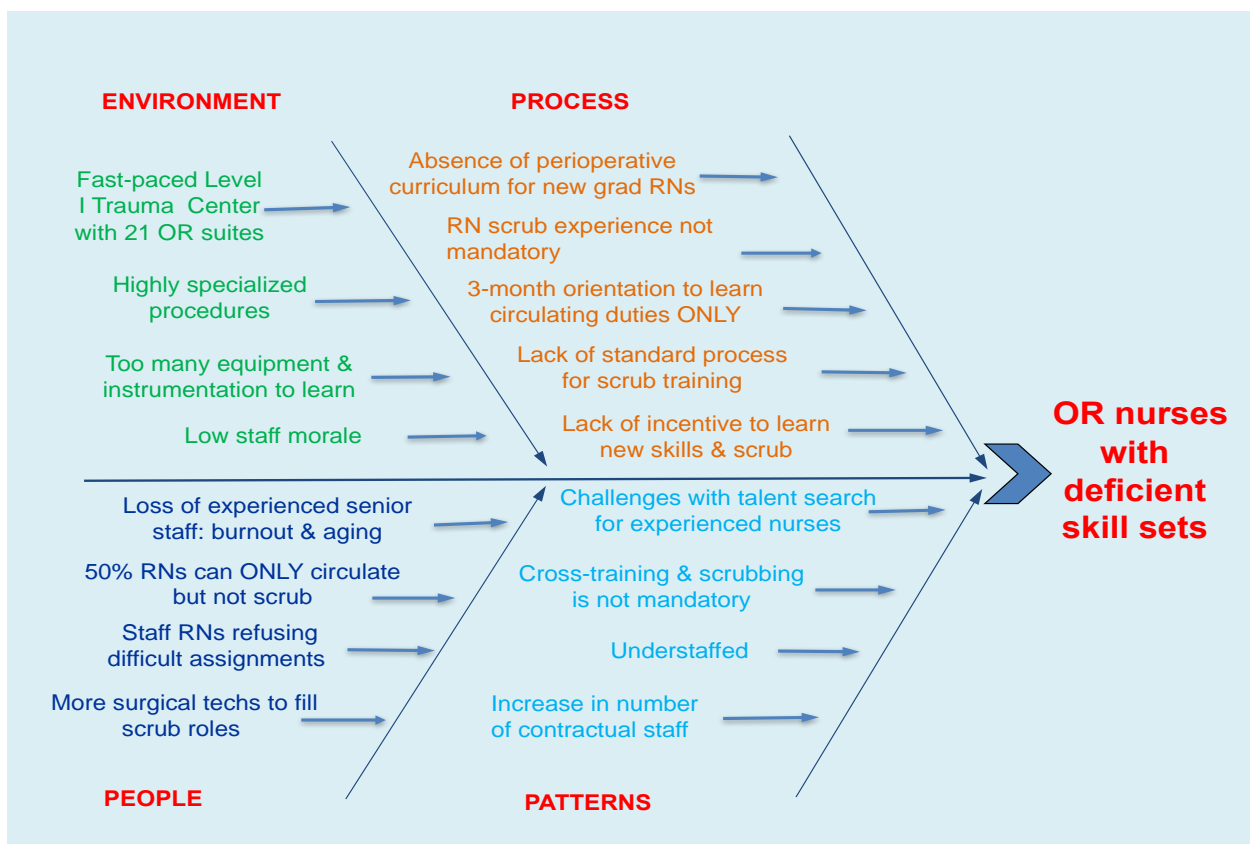 ENVIRONMENT
Fast-paced Level
I Trauma Center
with 21 OR suites
Highly specialized
procedures
Too many equipment &
instrumentation to learn
Low staff morale
PROCESS
Absence of perioperative
curriculum for new grad RNs
RN scrub experience not
mandatory
3-month orientation to learn
circulating duties ONLY
Lack of standard process
for scrub training
Lack of incentive to learn
new skills & scrub
OR nurses
with
deficient
skill sets
Loss of experienced senior
staff: burnout & aging
50% RNs can ONLY circulate
but not scrub
Staff RNs refusing
difficult assignments
More surgical techs to fill
scrub roles
PEOPLE
Challenges with talent search
for experienced nurses
Cross-training & scrubbing
is not mandatory
Understaffed
Increase in number
of contractual staff
PATTERNS